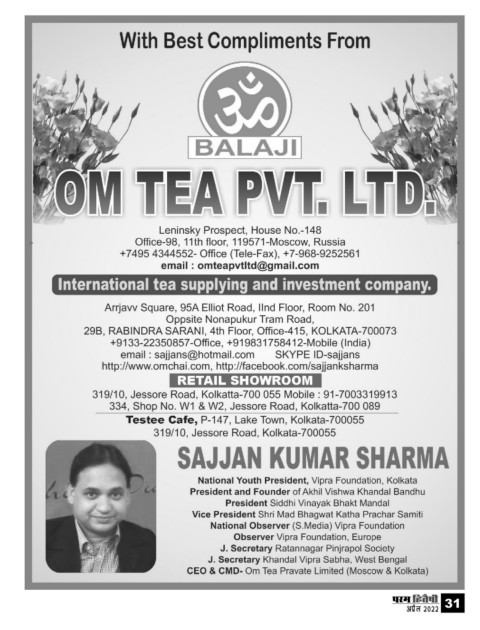 With Best Compliments From
ॐ
BALAJI
OM TEA PVT. LTD.
Leninsky Prospect, House No.-148
Office-98, 11th floor, 119571-Moscow, Russia
+7495 4344552- Office (Tele-Fax), +7-968-9252561
email : omteapvtltd@gmail.com
International tea supplying and investment company.
Arrjavv Square, 95A Elliot Road, IInd Floor, Room No. 201
Oppsite Nonapukur Tram Road,
29B, RABINDRA SARANI, 4th Floor, Office-415, KOLKATA-700073
+9133-22350857-Office, +919831758412-Mobile (India)
email : sajjans@hotmail.com SKYPE ID-sajjans
http://www.omchai.com, http://facebook.com/sajjanksharma
RETAIL SHOWROOM
319/10, Jessore Road, Kolkatta-700 055 Mobile : 91-7003319913
334, Shop No. W1 & W2, Jessore Road, Kolkatta-700 089
Testee Cafe, P-147, Lake Town, Kolkata-700055
319/10, Jessore Road, Kolkata-700055
SAJJAN KUMAR SHARMA
National Youth President, Vipra Foundation, Kolkata
President and Founder of Akhil Vishwa Khandal Bandhu
President Siddhi Vinayak Bhakt Mandal
Vice President Shri Mad Bhagwat Katha Prachar Samiti
National Observer (S.Media) Vipra Foundation
Observer Vipra Foundation, Europe
J. Secretary Ratannagar Pinjrapol Society
J. Secretary Khandal Vipra Sabha, West Bengal
CEO & CMD- Om Tea Pravate Limited (Moscow & Kolkata)
परम हितैषी
अप्रैल 2022
31